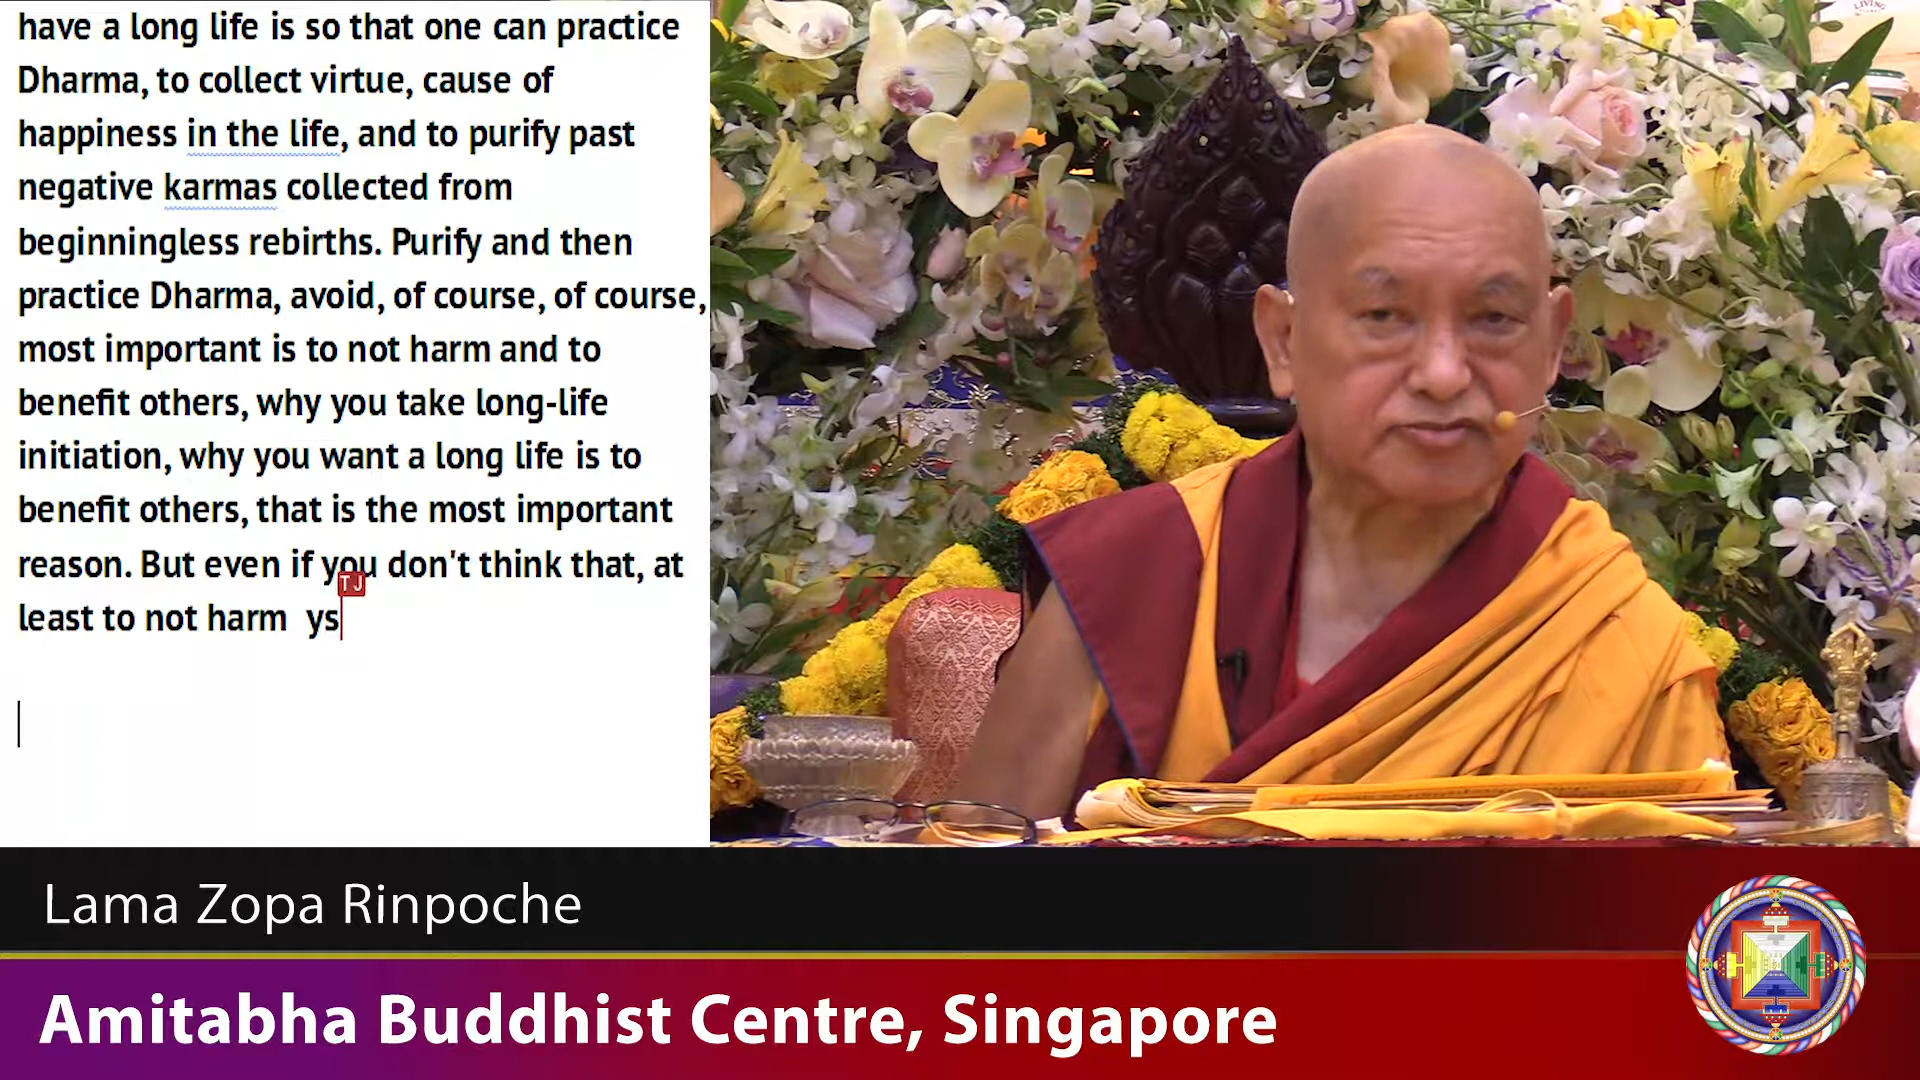 have a long life is so that one can practice
Dharma, to collect virtue, cause of
happiness in the life, and to purify past
negative karmas collected from
beginningless rebirths. Purify and then
practice Dharma, avoid, of course, of course,
most important is to not harm and to
benefit others, why you take long-life
initiation, why you want a long life is to
benefit others, that is the most important
reason. But even if you don't think that, at
TJ
least to not harm  ys
LIVING
Lama Zopa Rinpoche
Amitabha Buddhist Centre, Singapore